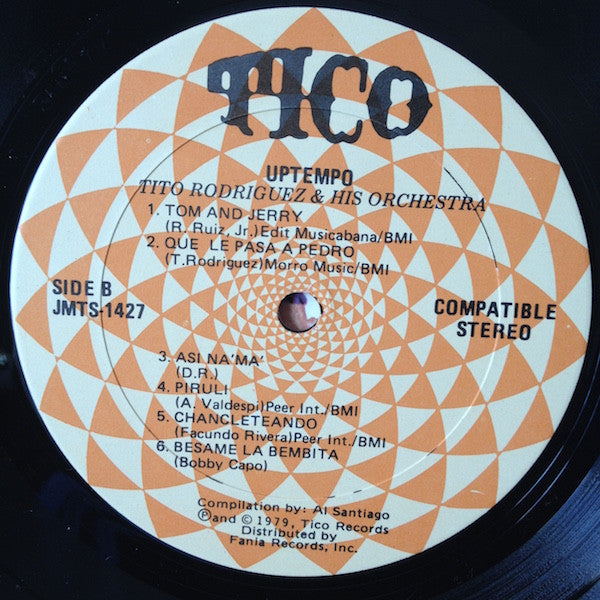 TICO
UPTEMPO
TITO RODRIGUEZ & HIS ORCHESTRA
1. TOM AND JERRY
(R. Ruiz, Jr.)Edit Musicabana/BMI
2. QUE LE PASA A PEDRO
(T.Rodriguez)Morro Music/BMI
SIDE B
JMTS-1427
COMPATIBLE
STEREO
3. ASI NA'MA'
(D.R.)
4. PIRULI
(A. Valdespi)Peer Int./BMI
5. CHANCLETEANDO
(Facundo Rivera)Peer Int./BMI
6. BESAME LA BEMBITA
(Bobby Capo)
Compilation by: Al Santiago
Ⓟand © 1979, Tico Records
Distributed by
Fania Records, Inc.